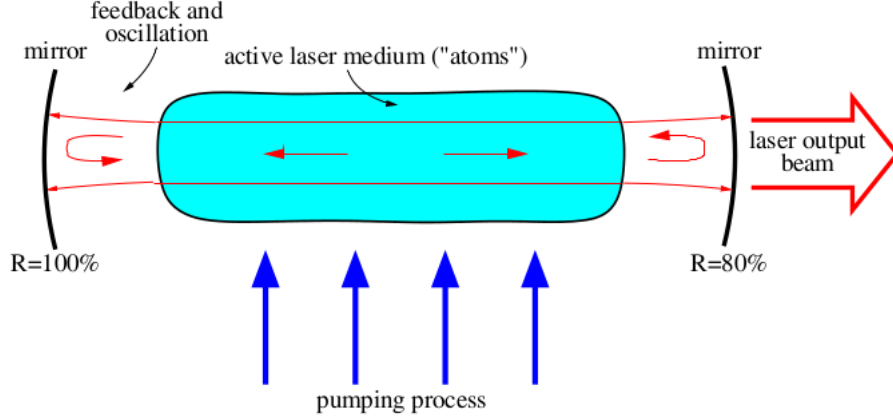 feedback and
oscillation
mirror
active laser medium ("atoms")
mirror
laser output
beam
R=100%
R=80%
pumping process